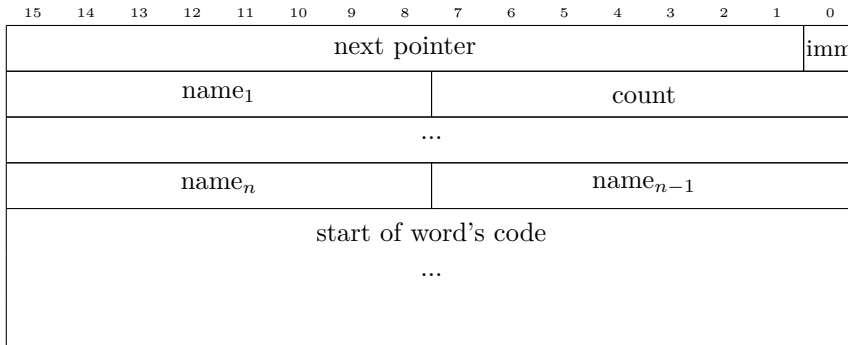 15 14 13 12 11 10 9 8 7 6 5 4 3 2 1 0
next pointer imm
name₁ count
...
nameₙ nameₙ₋₁
start of word's code
...